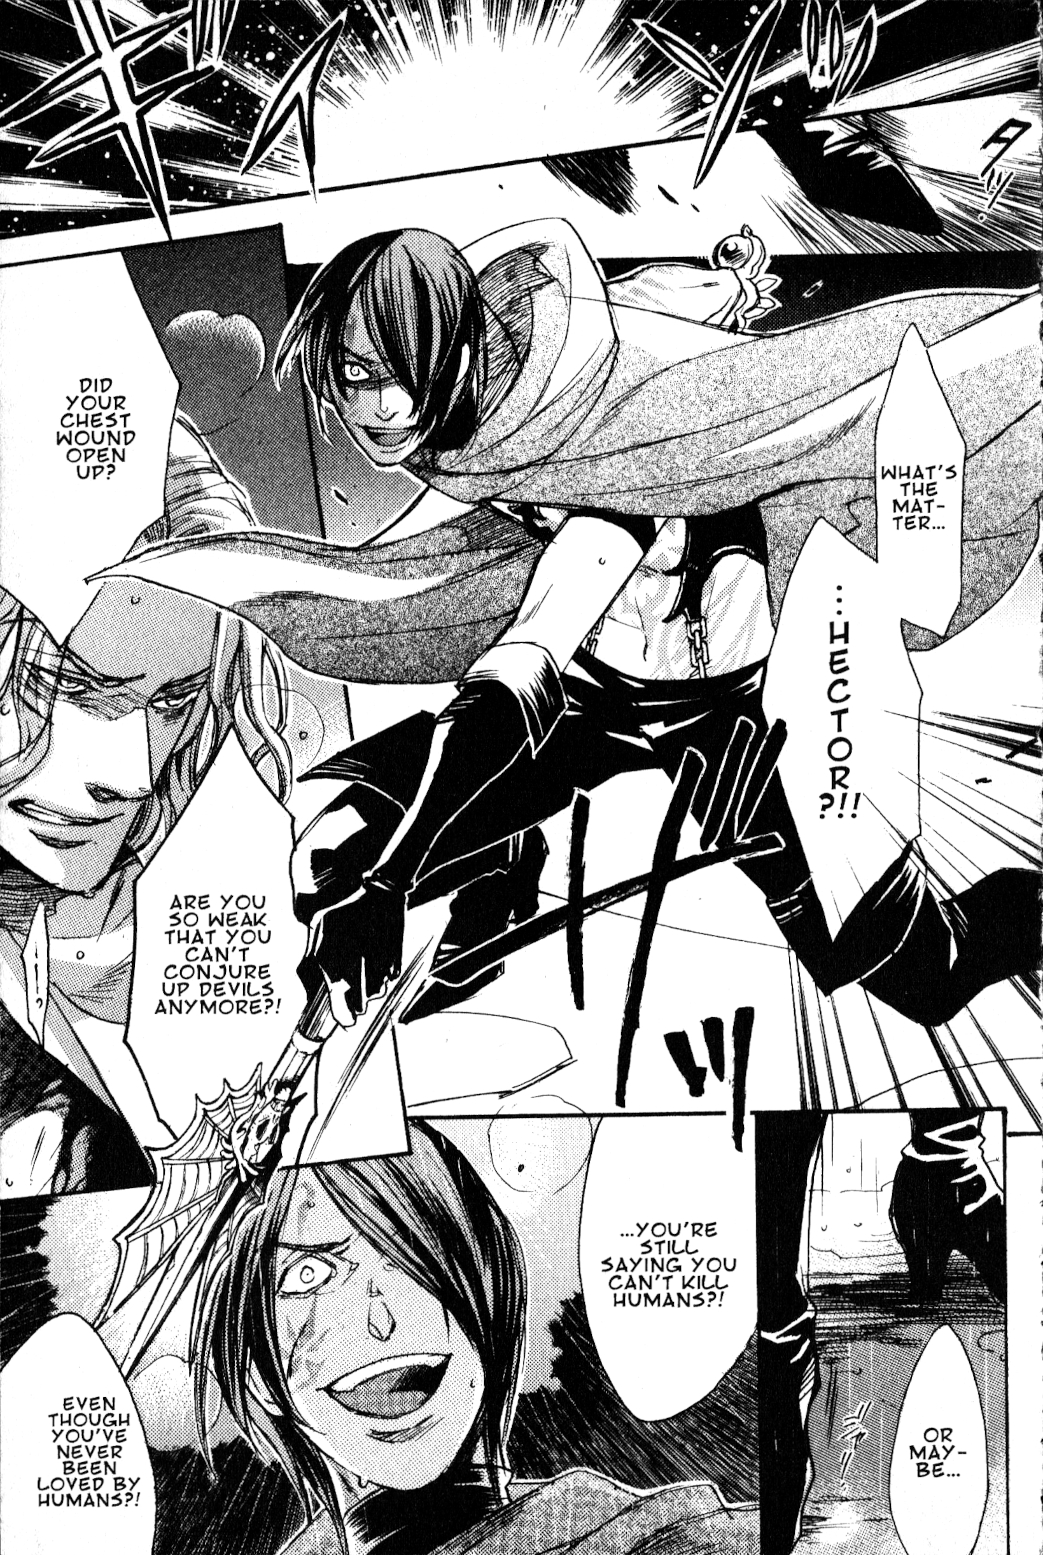 WHAT'S
THE
MAT-
TER...
...HECTOR
?!!
DID
YOUR
CHEST
WOUND
OPEN
UP?
ARE YOU
SO WEAK
THAT YOU
CAN'T
CONJURE
UP DEVILS
ANYMORE?!
OR
MAY-
BE...
...YOU'RE
STILL
SAYING YOU
CAN'T KILL
HUMANS?!
EVEN
THOUGH
YOU'VE
NEVER
BEEN
LOVED BY
HUMANS?!